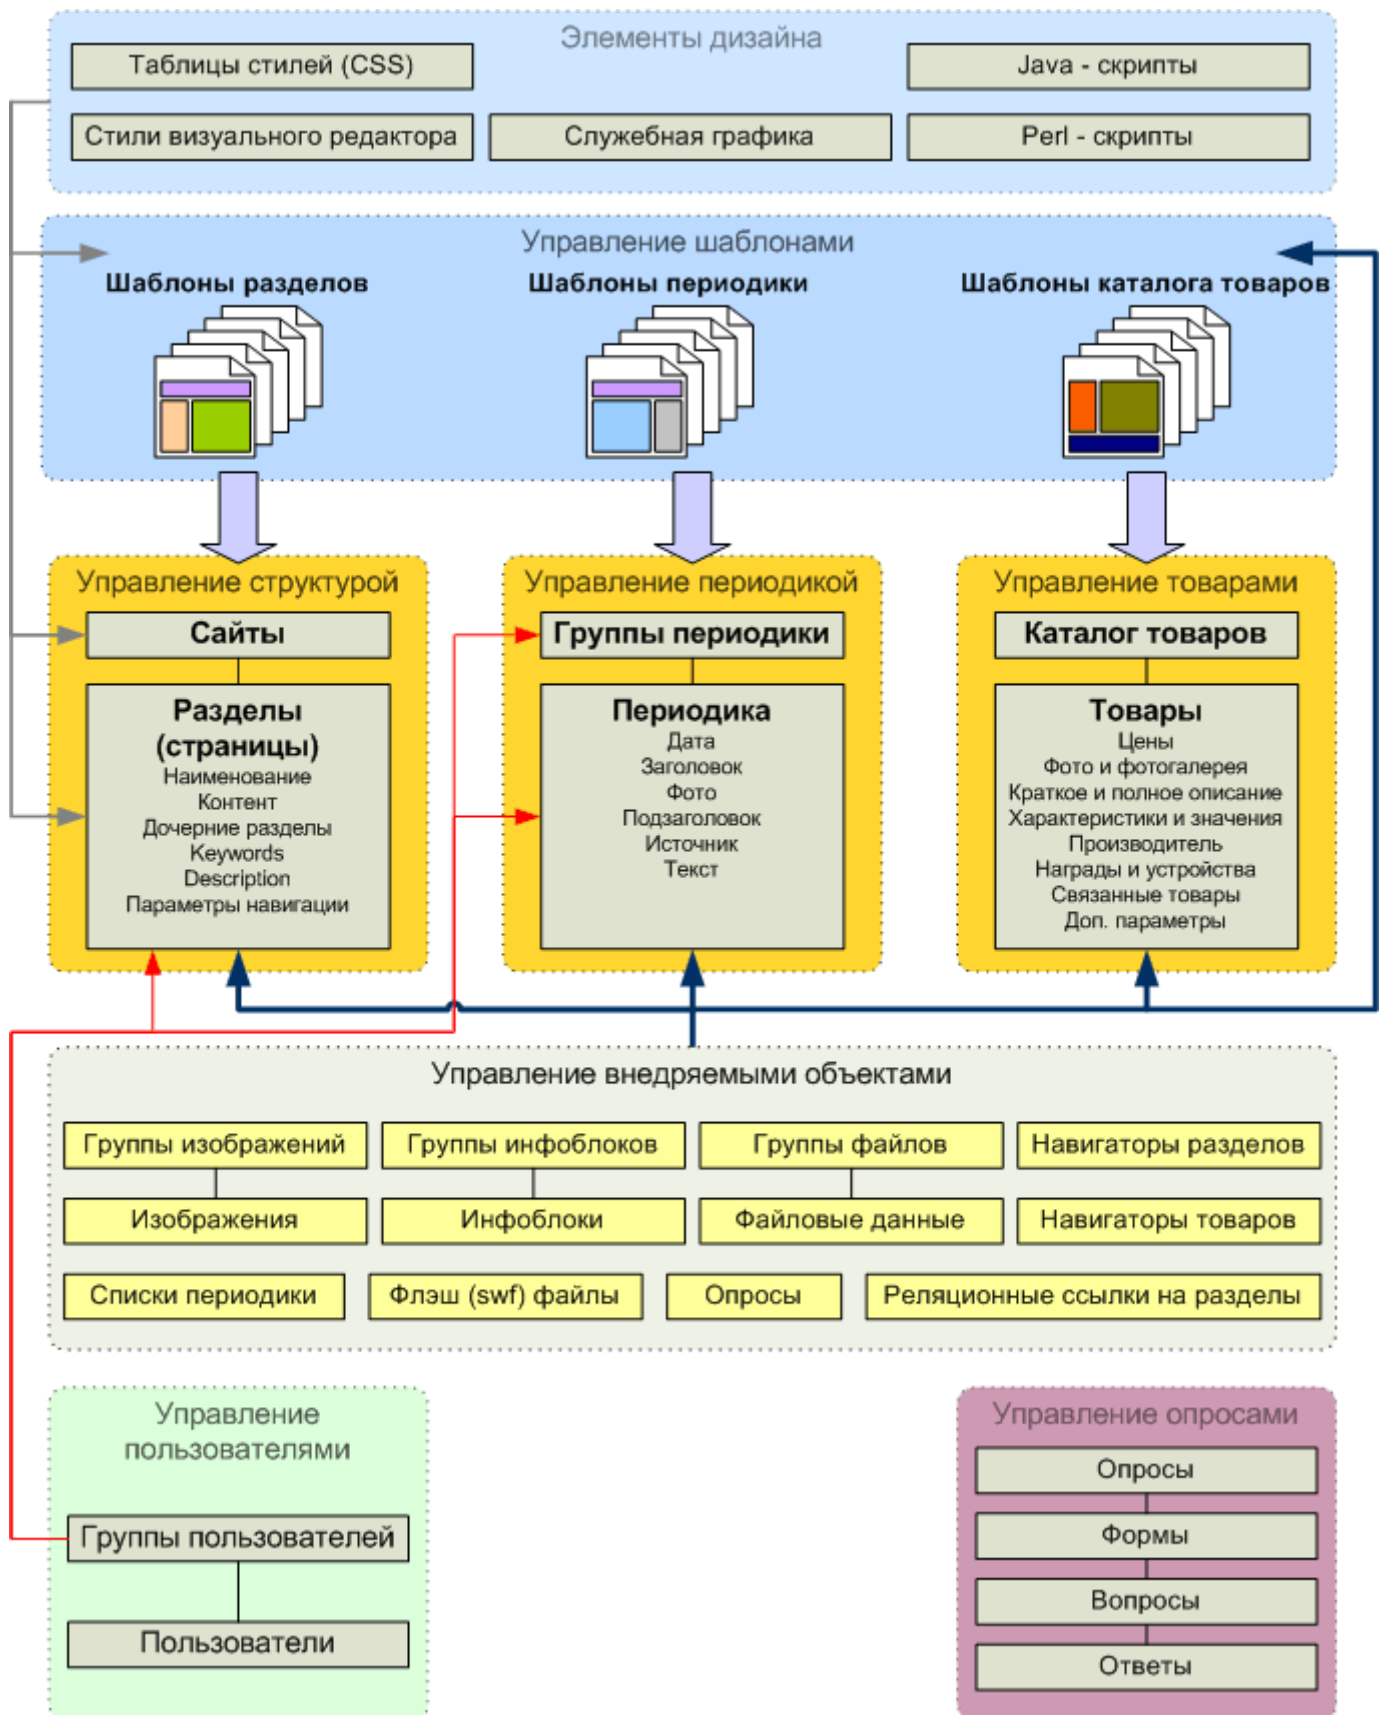 Элементы дизайна
Таблицы стилей (CSS)
Java - скрипты
Стили визуального редактора
Служебная графика
Perl - скрипты
Управление шаблонами
Шаблоны разделов
Шаблоны периодики
Шаблоны каталога товаров
Управление структурой
Сайты
Разделы
(страницы)
Наименование
Контент
Дочерние разделы
Keywords
Description
Параметры навигации
Управление периодикой
Группы периодики
Периодика
Дата
Заголовок
Фото
Подзаголовок
Источник
Текст
Управление товарами
Каталог товаров
Товары
Цены
Фото и фотогалерея
Краткое и полное описание
Характеристики и значения
Производитель
Награды и устройства
Связанные товары
Доп. параметры
Управление внедряемыми объектами
Группы изображений
Группы инфоблоков
Группы файлов
Навигаторы разделов
Изображения
Инфоблоки
Файловые данные
Навигаторы товаров
Списки периодики
Флэш (swf) файлы
Опросы
Реляционные ссылки на разделы
Управление
пользователями
Группы пользователей
Пользователи
Управление опросами
Опросы
Формы
Вопросы
Ответы